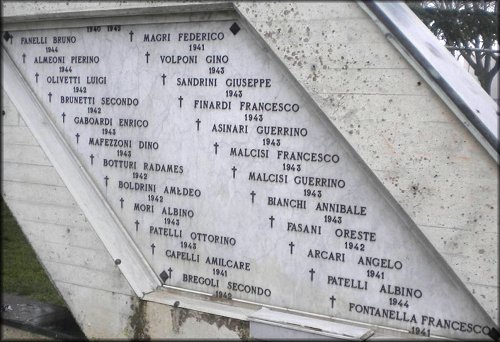 1940 1945
FANELLI BRUNO
1944
ALMEONI PIERINO
1944
OLIVETTI LUIGI
1942
BRUNETTI SECONDO
1942
GABOARDI ENRICO
1943
MAFEZZONI DINO
1943
BOTTURI RADAMES
1942
BOLDRINI AMEDEO
1942
MORI ALBINO
1943
PATELLI OTTORINO
1943
CAPELLI AMILCARE
1941
BREGOLI SECONDO
1942
MAGRI FEDERICO
1941
VOLPONI GINO
1943
SANDRINI GIUSEPPE
1943
FINARDI FRANCESCO
1943
ASINARI GUERRINO
1943
MALCISI FRANCESCO
1943
MALCISI GUERRINO
1943
BIANCHI ANNIBALE
1943
FASANI ORESTE
1942
ARCARI ANGELO
1941
PATELLI ALBINO
1944
FONTANELLA FRANCESCO
1941